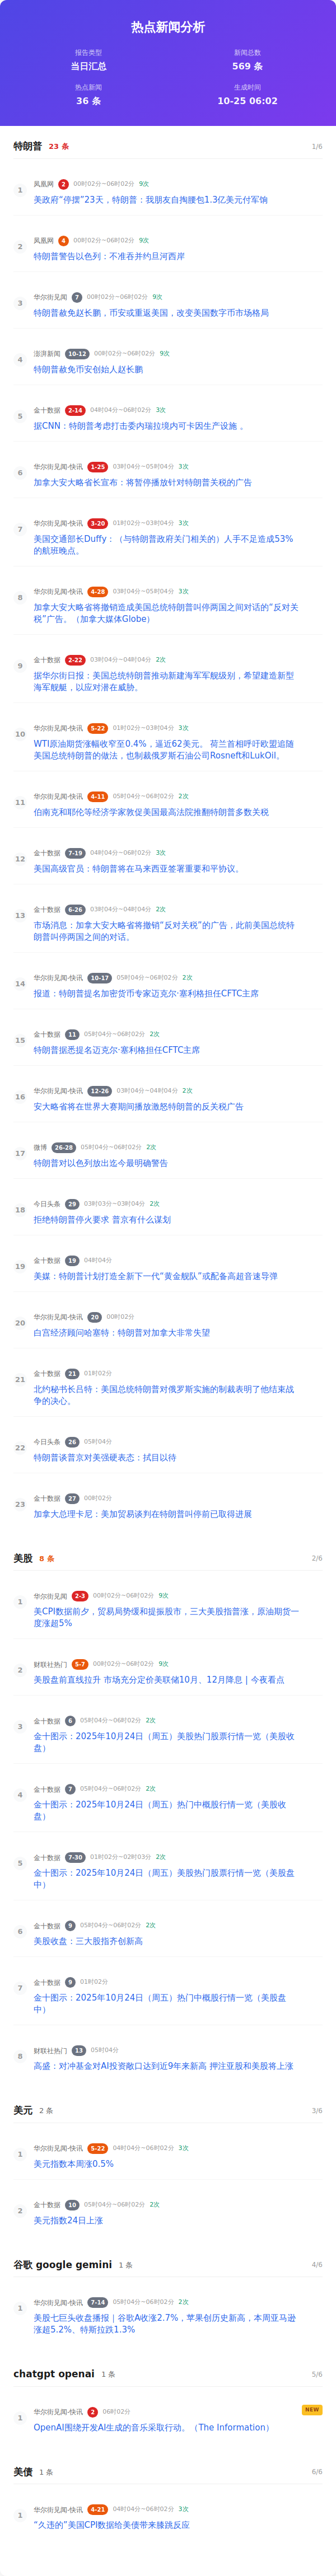 热点新闻分析
报告类型
当日汇总
新闻总数
569 条
热点新闻
36 条
生成时间
10-25 06:02
特朗普 23 条 1/6
1
凤凰网 2 00时02分~06时02分 9次
美政府“停摆”23天，特朗普：我朋友自掏腰包1.3亿美元付军饷
2
凤凰网 4 00时02分~06时02分 9次
特朗普警告以色列：不准吞并约旦河西岸
3
华尔街见闻 7 00时02分~06时02分 9次
特朗普赦免赵长鹏，币安或重返美国，改变美国数字货币市场格局
4
澎湃新闻 10-12 00时02分~06时02分 9次
特朗普赦免币安创始人赵长鹏
5
金十数据 2-14 04时04分~06时02分 3次
据CNN：特朗普考虑打击委内瑞拉境内可卡因生产设施 。
6
华尔街见闻-快讯 1-25 03时04分~05时04分 3次
加拿大安大略省长宣布：将暂停播放针对特朗普关税的广告
7
华尔街见闻-快讯 3-20 01时02分~03时04分 3次
美国交通部长Duffy：（与特朗普政府关门相关的）人手不足造成53%
的航班晚点。
8
华尔街见闻-快讯 4-28 03时04分~05时04分 3次
加拿大安大略省将撤销造成美国总统特朗普叫停两国之间对话的“反对关
税”广告。（加拿大媒体Globe）
9
金十数据 2-22 03时04分~04时04分 2次
据华尔街日报：美国总统特朗普推动新建海军军舰级别，希望建造新型
海军舰艇，以应对潜在威胁。
10
华尔街见闻-快讯 5-22 01时02分~03时04分 3次
WTI原油期货涨幅收窄至0.4%，逼近62美元。 荷兰首相呼吁欧盟追随
美国总统特朗普的做法，也制裁俄罗斯石油公司Rosneft和LukOil。
11
华尔街见闻-快讯 4-11 05时04分~06时02分 2次
伯南克和耶伦等经济学家敦促美国最高法院推翻特朗普多数关税
12
金十数据 7-19 04时04分~06时02分 3次
美国高级官员：特朗普将在马来西亚签署重要和平协议。
13
金十数据 6-26 03时04分~04时04分 2次
市场消息：加拿大安大略省将撤销“反对关税”的广告，此前美国总统特
朗普叫停两国之间的对话。
14
华尔街见闻-快讯 10-17 05时04分~06时02分 2次
报道：特朗普提名加密货币专家迈克尔·塞利格担任CFTC主席
15
金十数据 11 05时04分~06时02分 2次
特朗普据悉提名迈克尔·塞利格担任CFTC主席
16
华尔街见闻-快讯 12-26 03时04分~04时04分 2次
安大略省将在世界大赛期间播放激怒特朗普的反关税广告
17
微博 26-28 05时04分~06时02分 2次
特朗普对以色列放出迄今最明确警告
18
今日头条 29 03时03分~03时04分 2次
拒绝特朗普停火要求 普京有什么谋划
19
金十数据 19 04时04分
美媒：特朗普计划打造全新下一代“黄金舰队”或配备高超音速导弹
20
华尔街见闻-快讯 20 00时02分
白宫经济顾问哈塞特：特朗普对加拿大非常失望
21
金十数据 21 01时02分
北约秘书长吕特：美国总统特朗普对俄罗斯实施的制裁表明了他结束战
争的决心。
22
今日头条 26 05时04分
特朗普谈普京对美强硬表态：拭目以待
23
金十数据 27 00时02分
加拿大总理卡尼：美加贸易谈判在特朗普叫停前已取得进展
美股 8 条 2/6
1
华尔街见闻 2-3 00时02分~06时02分 9次
美CPI数据前夕，贸易局势缓和提振股市，三大美股指普涨，原油期货一
度涨超5%
2
财联社热门 5-7 00时02分~06时02分 9次
美股盘前直线拉升 市场充分定价美联储10月、12月降息 | 今夜看点
3
金十数据 6 05时04分~06时02分 2次
金十图示：2025年10月24日（周五）美股热门股票行情一览（美股收
盘）
4
金十数据 7 05时04分~06时02分 2次
金十图示：2025年10月24日（周五）热门中概股行情一览（美股收
盘）
5
金十数据 7-30 01时02分~02时03分 2次
金十图示：2025年10月24日（周五）美股热门股票行情一览（美股盘
中）
6
金十数据 9 05时04分~06时02分 2次
美股收盘：三大股指齐创新高
7
金十数据 9 01时02分
金十图示：2025年10月24日（周五）热门中概股行情一览（美股盘
中）
8
财联社热门 13 05时04分
高盛：对冲基金对AI投资敞口达到近9年来新高 押注亚股和美股将上涨
美元 2 条 3/6
1
华尔街见闻-快讯 5-22 04时04分~06时02分 3次
美元指数本周涨0.5%
2
金十数据 10 05时04分~06时02分 2次
美元指数24日上涨
谷歌 google gemini 1 条 4/6
1
华尔街见闻-快讯 7-14 05时04分~06时02分 2次
美股七巨头收盘播报｜谷歌A收涨2.7%，苹果创历史新高，本周亚马逊
涨超5.2%、特斯拉跌1.3%
chatgpt openai 1 条 5/6
1
华尔街见闻-快讯 2 06时02分 NEW
OpenAI围绕开发AI生成的音乐采取行动。（The Information）
美债 1 条 6/6
1
华尔街见闻-快讯 4-21 04时04分~06时02分 3次
“久违的”美国CPI数据给美债带来膝跳反应